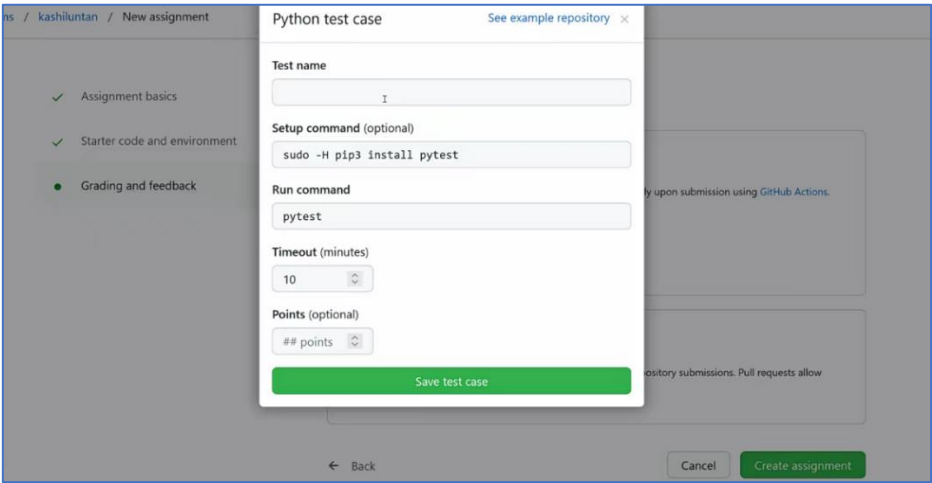 ms / kashiluntan / New assignment
Assignment basics
Starter code and environment
Grading and feedback
Python test case
See example repository ×
Test name
Setup command (optional)
sudo -H pip3 install pytest
Run command
pytest
Timeout (minutes)
10
Points (optional)
## points
Save test case
ly upon submission using GitHub Actions.
ository submissions. Pull requests allow
← Back
Cancel
Create assignment